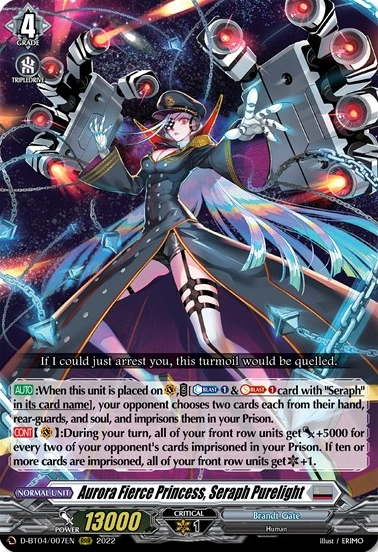 4
GRADE
TRIPLEDRIVE
If I could just arrest you, this turmoil would be quelled.
AUTO:When this unit is placed on , [BLAST 1 & BLAST 1 card with "Seraph"
in its card name], your opponent chooses two cards each from their hand,
rear-guards, and soul, and imprisons them in your Prison.
CONT[ ]:During your turn, all of your front row units get +5000 for
every two of your opponent's cards imprisoned in your Prison. If ten or
more cards are imprisoned, all of your front row units get +1.
NORMAL UNIT Aurora Fierce Princess, Seraph Purelight
POWER 13000 CRITICAL 1 Brandt Gate
Human
D-BT04/007EN RRR 2022 illust / ERIMO